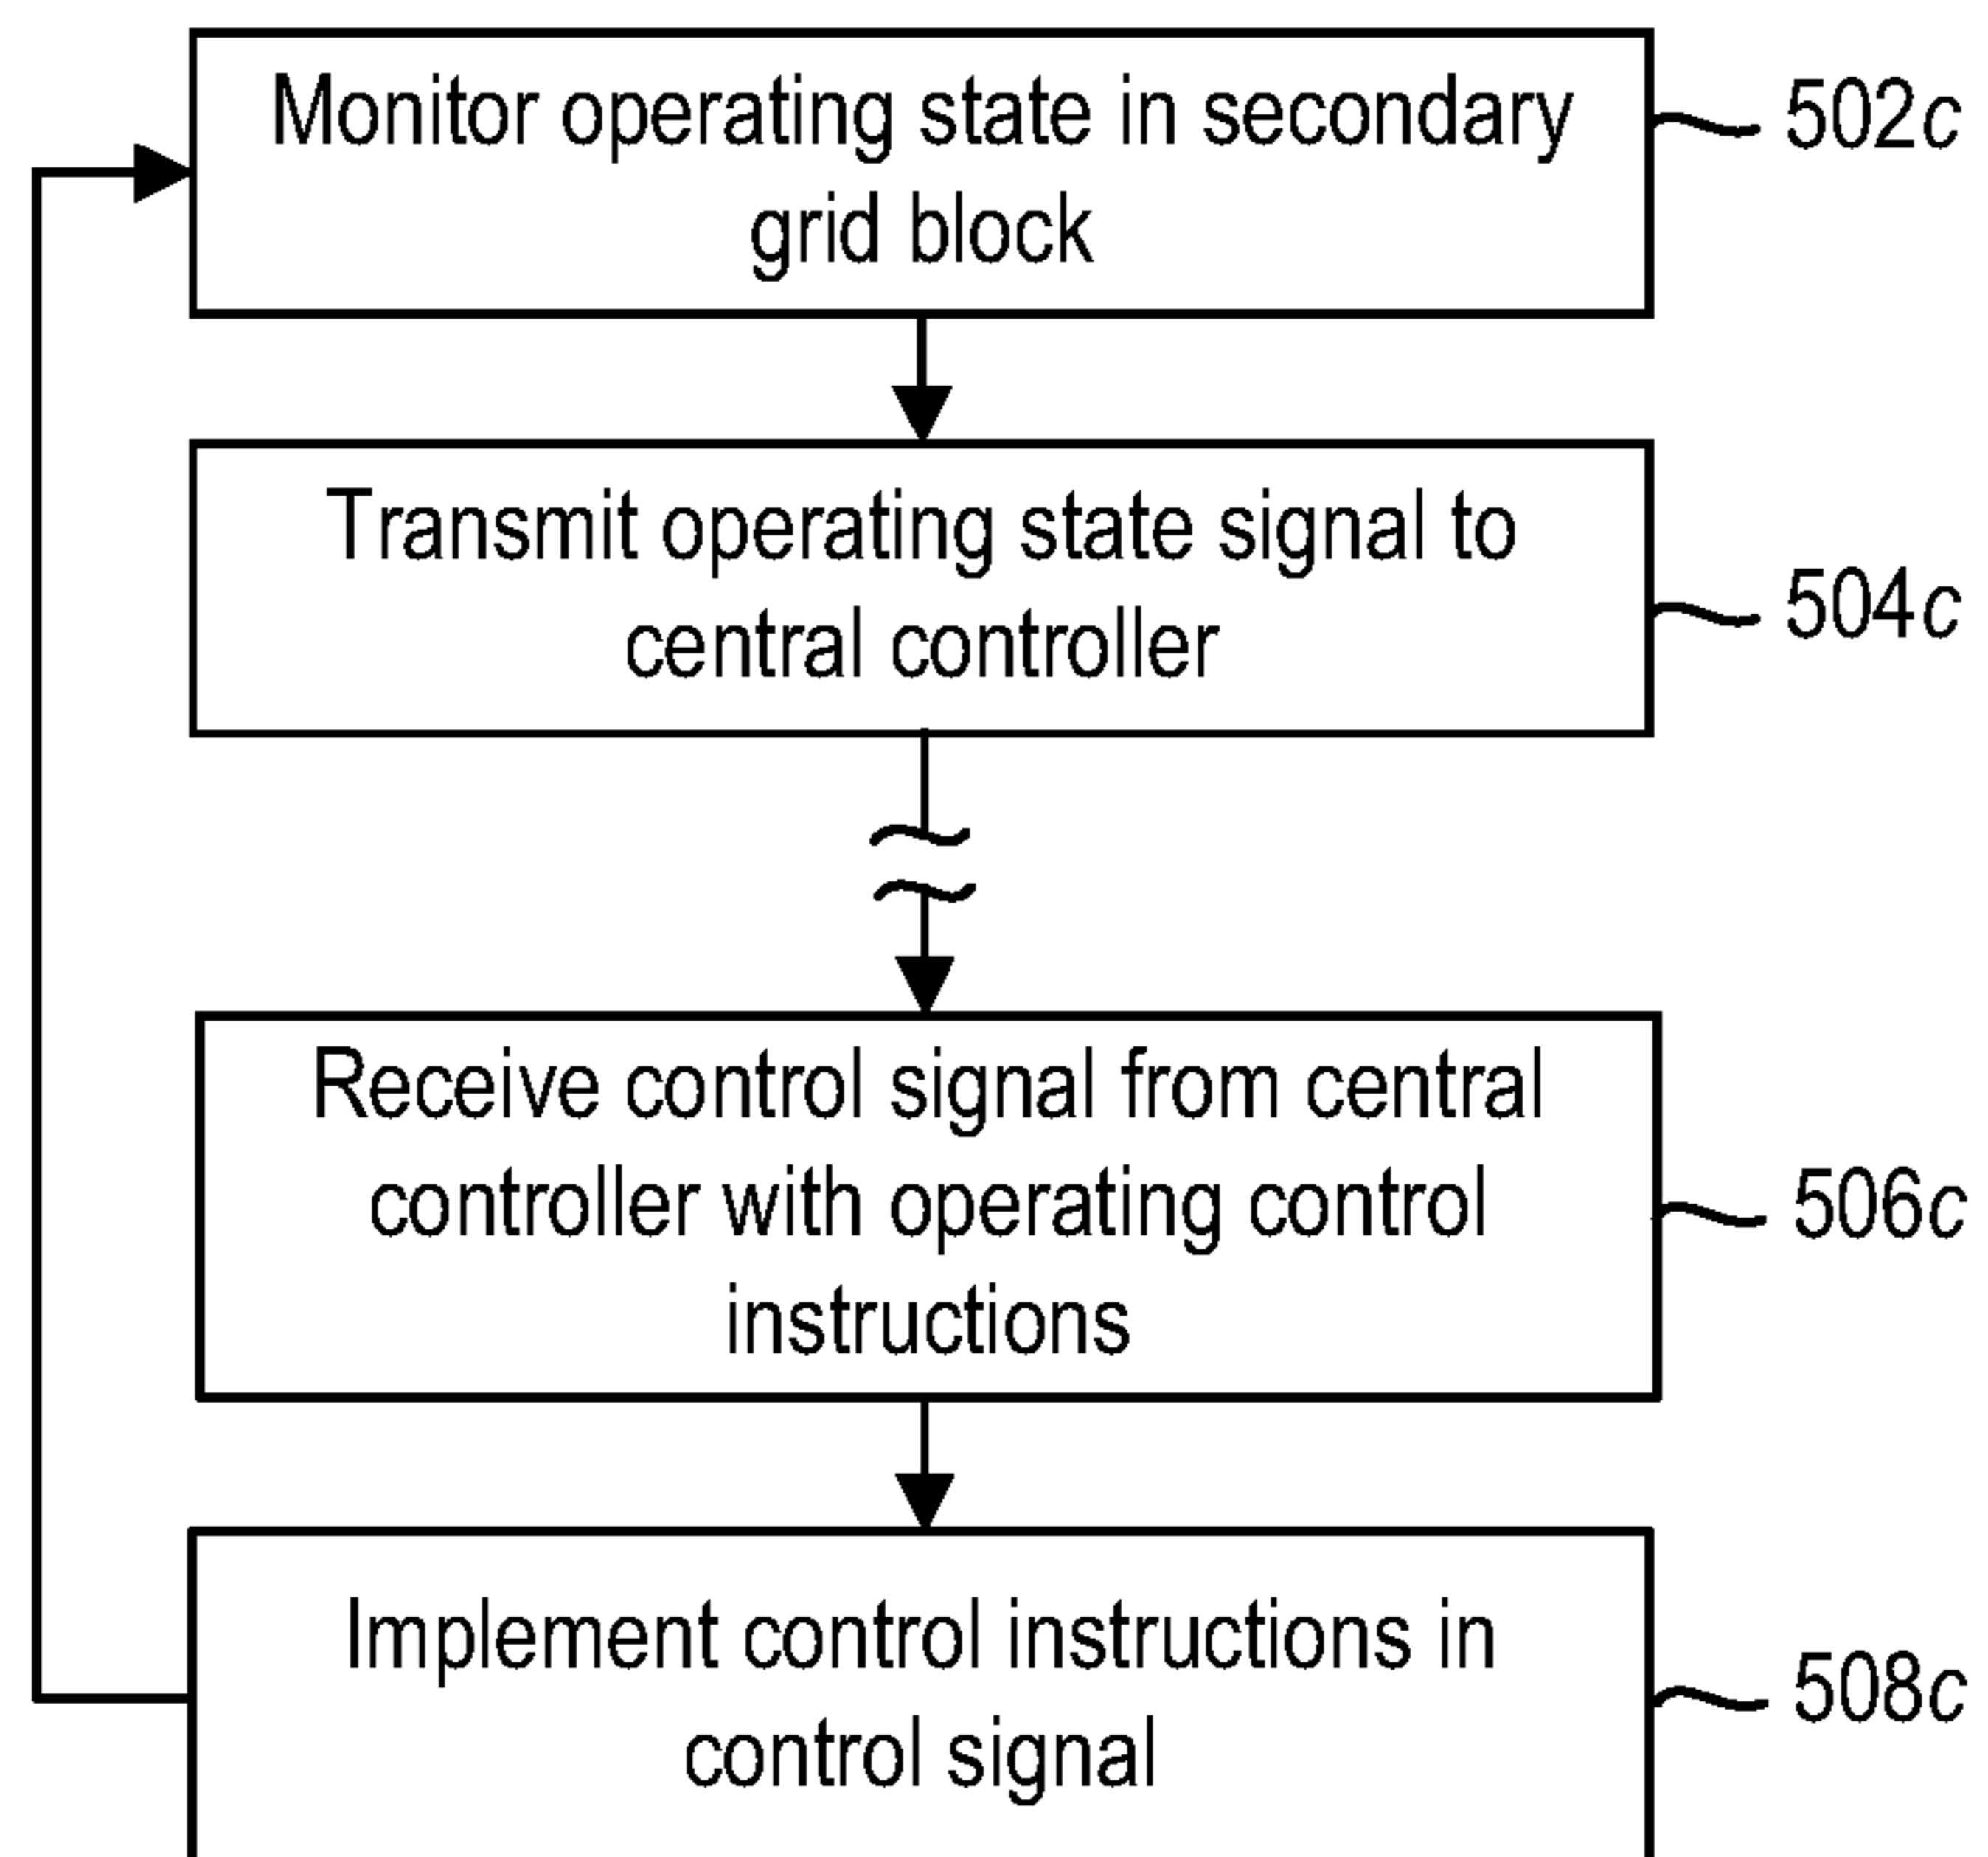 Monitor operating state in secondary
grid block
502c
Transmit operating state signal to
central controller
504c
Receive control signal from central
controller with operating control
instructions
506c
Implement control instructions in
control signal
508c